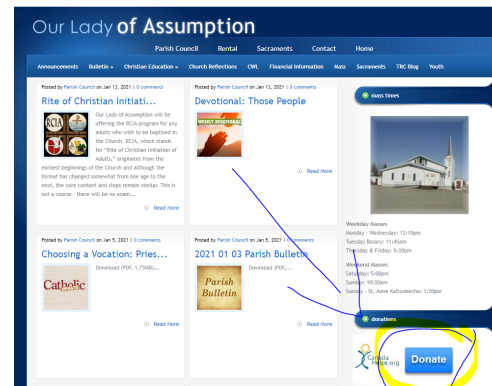 Our Lady of Assumption
Parish Council Rental Sacraments Contact Home
Announcements Bulletin » Christian Education » Church Reflections CWL Financial Information Mass Sacraments TRC Blog Youth
Posted by Parish Council on Jan 13, 2021 | 0 comments
Rite of Christian Initiati...
RCIA
Our Lady of Assumption will be
offering the RCIA program for any
adults who wish to be baptised in
the Church. RCIA, which stands
for "Rite of Christian Initiation of
Adults," originates from the
earliest beginnings of the Church and although the
format has changed somewhat from one age to the
next, the core content and steps remain similar. This is
not a course - there will be no exam...
Read More
Posted by Parish Council on Jan 13, 2021 | 0 comments
Devotional: Those People
WEEKLY DEVOTIONAL
Read More
mass times
Weekday Masses
Monday - Wednesday: 12:10pm
Tuesday Rosary: 11:45am
Thursday & Friday: 5:30pm
Weekend Masses
Saturday: 5:00pm
Sunday: 10:30am
Sunday - St. Anne Kallodeecher: 1:30pm
Posted by Parish Council on Jan 5, 2021 | 0 comments
Choosing a Vocation: Pries...
Catholic
Download (PDF, 1.73MB)...
Read More
Posted by Parish Council on Jan 5, 2021 | 0 comments
2021 01 03 Parish Bulletin
Parish
Bulletin
Download (PDF,...
Read More
donations
Canada
Helps.org
Donate